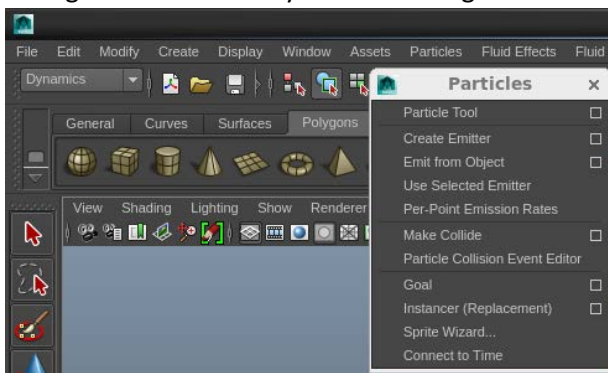 File Edit Modify Create Display Window Assets Particles Fluid Effects Fluid
Dynamics
Particles
General Curves Surfaces Polygons
View Shading Lighting Show Renderer
Particle Tool
Create Emitter
Emit from Object
Use Selected Emitter
Per-Point Emission Rates
Make Collide
Particle Collision Event Editor
Goal
Instancer (Replacement)
Sprite Wizard...
Connect to Time